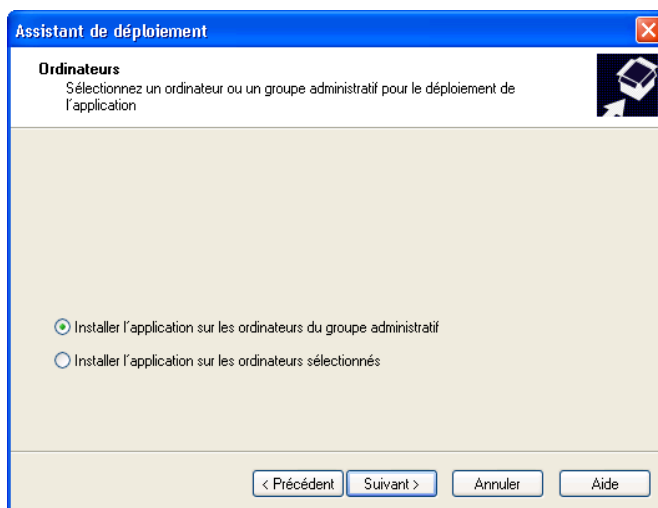 Assistant de déploiement
Ordinateurs
Sélectionnez un ordinateur ou un groupe administratif pour le déploiement de
l'application
Installer l'application sur les ordinateurs du groupe administratif
Installer l'application sur les ordinateurs sélectionnés
< Précédent Suivant > Annuler Aide